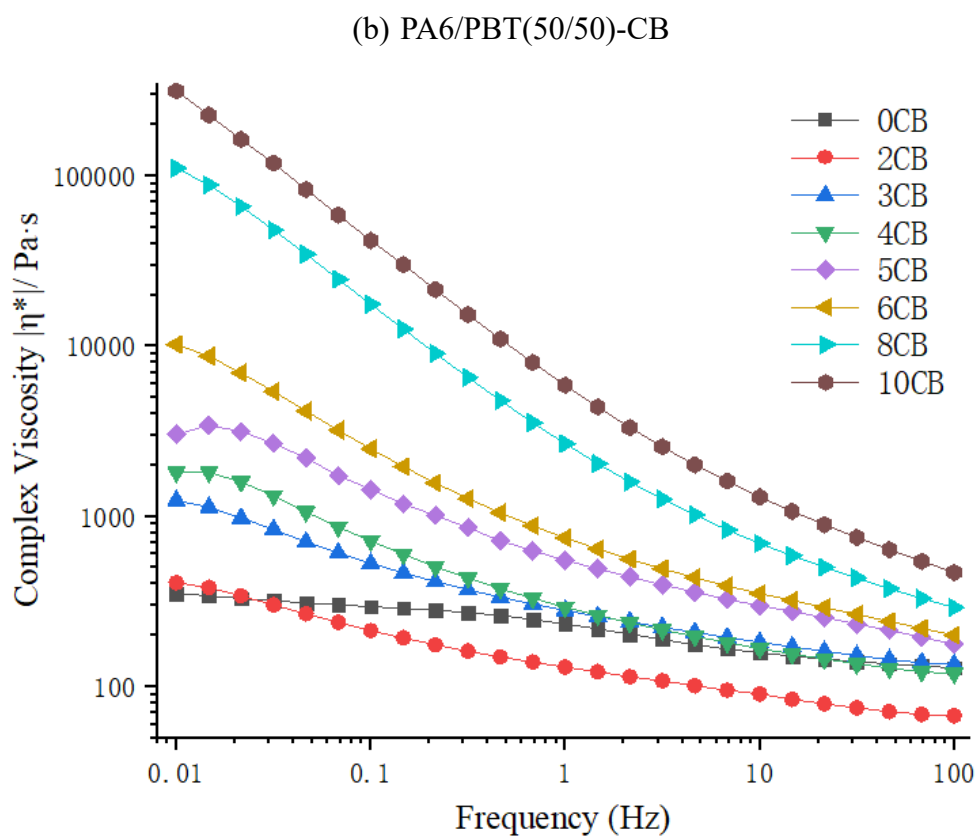 (b) PA6/PBT(50/50)-CB
0CB
2CB
3CB
4CB
5CB
6CB
8CB
10CB
Complex Viscosity |η*|/ Pa·s
100000
10000
1000
100
0.01 0.1 1 10 100
Frequency (Hz)